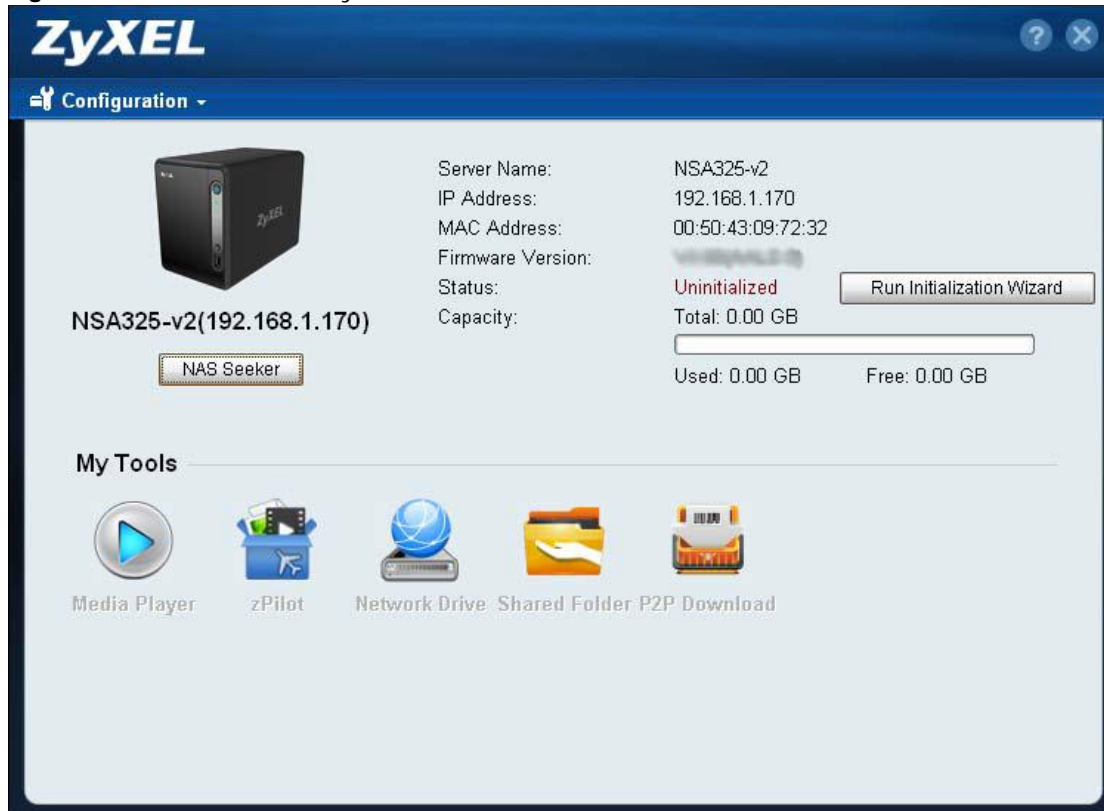 ZyXEL
Configuration
Server Name: NSA325-v2
IP Address: 192.168.1.170
MAC Address: 00:50:43:09:72:32
Firmware Version:
Status: Uninitialized Run Initialization Wizard
Capacity: Total: 0.00 GB
Used: 0.00 GB Free: 0.00 GB
NSA325-v2(192.168.1.170)
NAS Seeker
My Tools
Media Player zPilot Network Drive Shared Folder P2P Download